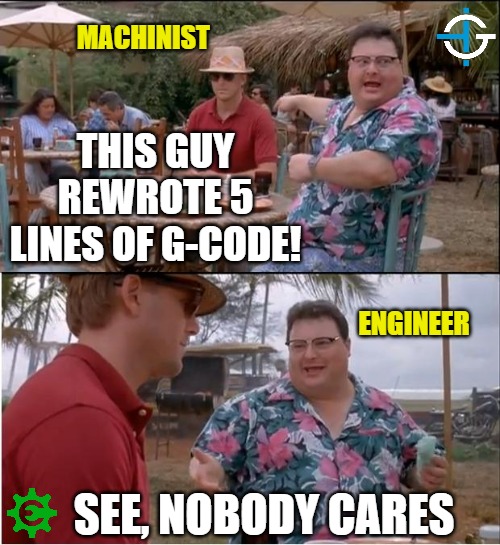 MACHINIST
THIS GUY
REWROTE 5
LINES OF G-CODE!
ENGINEER
SEE, NOBODY CARES